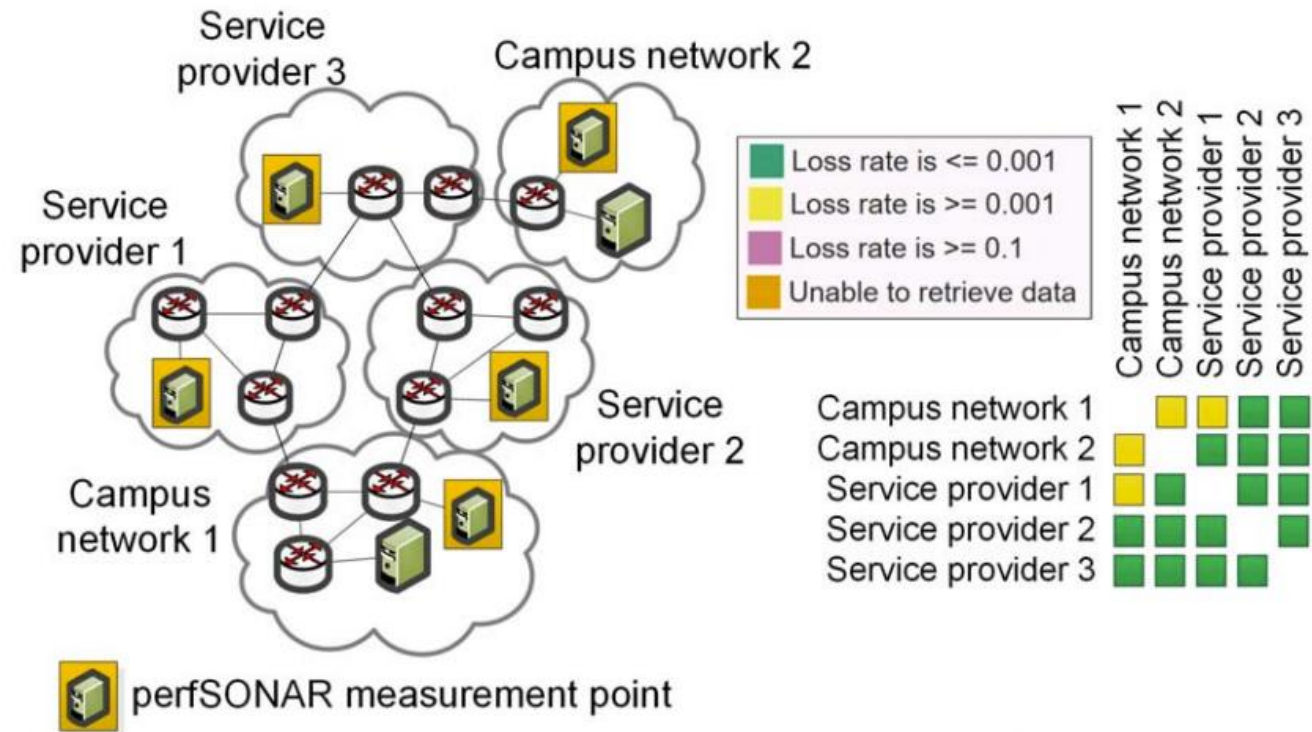 Service
provider 3
Campus network 2
Service
provider 1
Service
provider 2
Campus
network 1
perfSONAR measurement point
Loss rate is <= 0.001
Loss rate is >= 0.001
Loss rate is >= 0.1
Unable to retrieve data
Campus network 1
Campus network 2
Service provider 1
Service provider 2
Service provider 3
Campus network 1
Campus network 2
Service provider 1
Service provider 2
Service provider 3